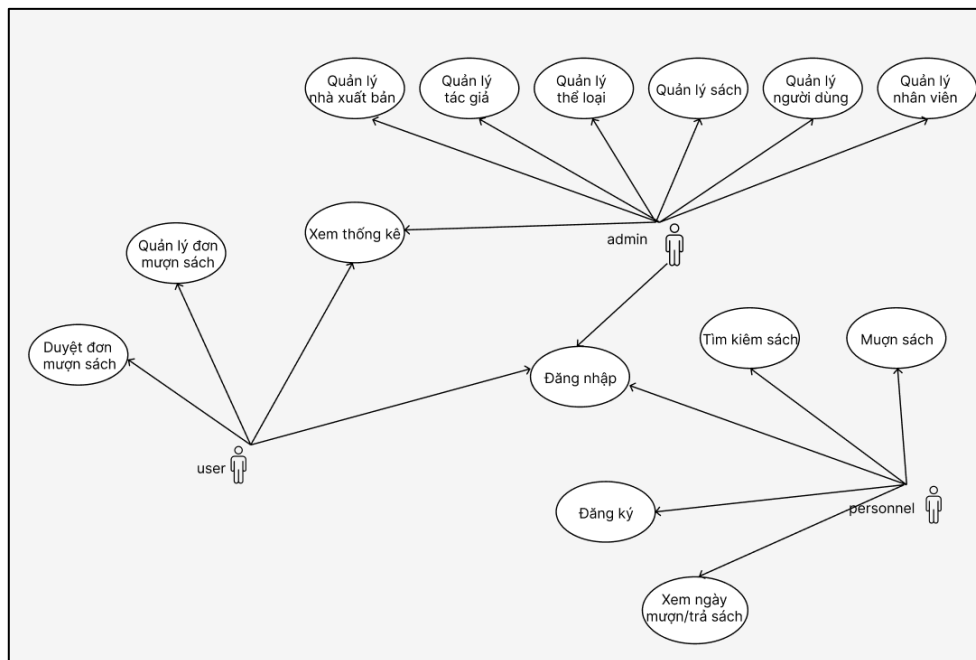 Quản lý
nhà xuất bản
Quản lý
tác giả
Quản lý
thể loại
Quản lý sách
Quản lý
người dùng
Quản lý
nhân viên
Xem thống kê
admin
Quản lý đơn
mượn sách
Duyệt đơn
mượn sách
Tìm kiêm sách
Muợn sách
Đăng nhập
user
Đăng ký
personnel
Xem ngày
mượn/trả sách